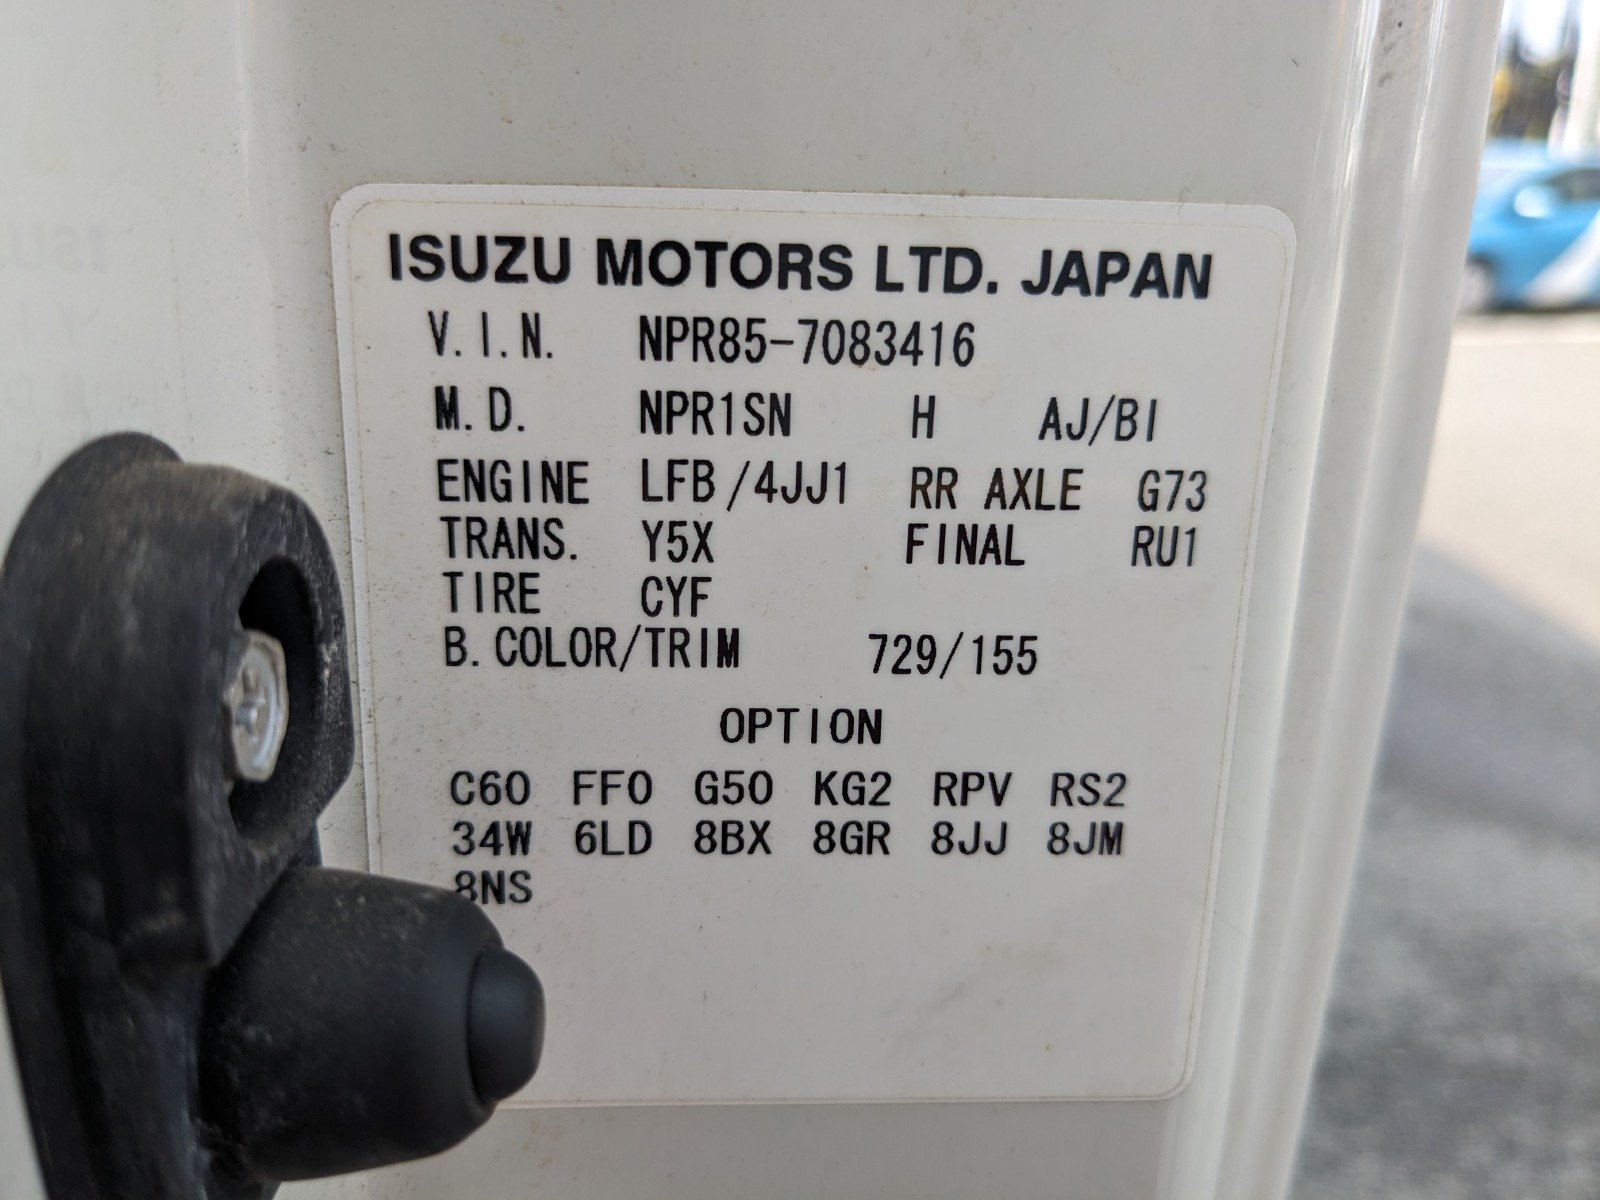 ISUZU MOTORS LTD. JAPAN
V.I.N. NPR85-7083416
M.D. NPR1SN H AJ/BI
ENGINE LFB/4JJ1 RR AXLE G73
TRANS. Y5X FINAL RU1
TIRE CYF
B.COLOR/TRIM 729/155
OPTION
C60 FF0 G50 KG2 RPV RS2
34W 6LD 8BX 8GR 8JJ 8JM
8NS